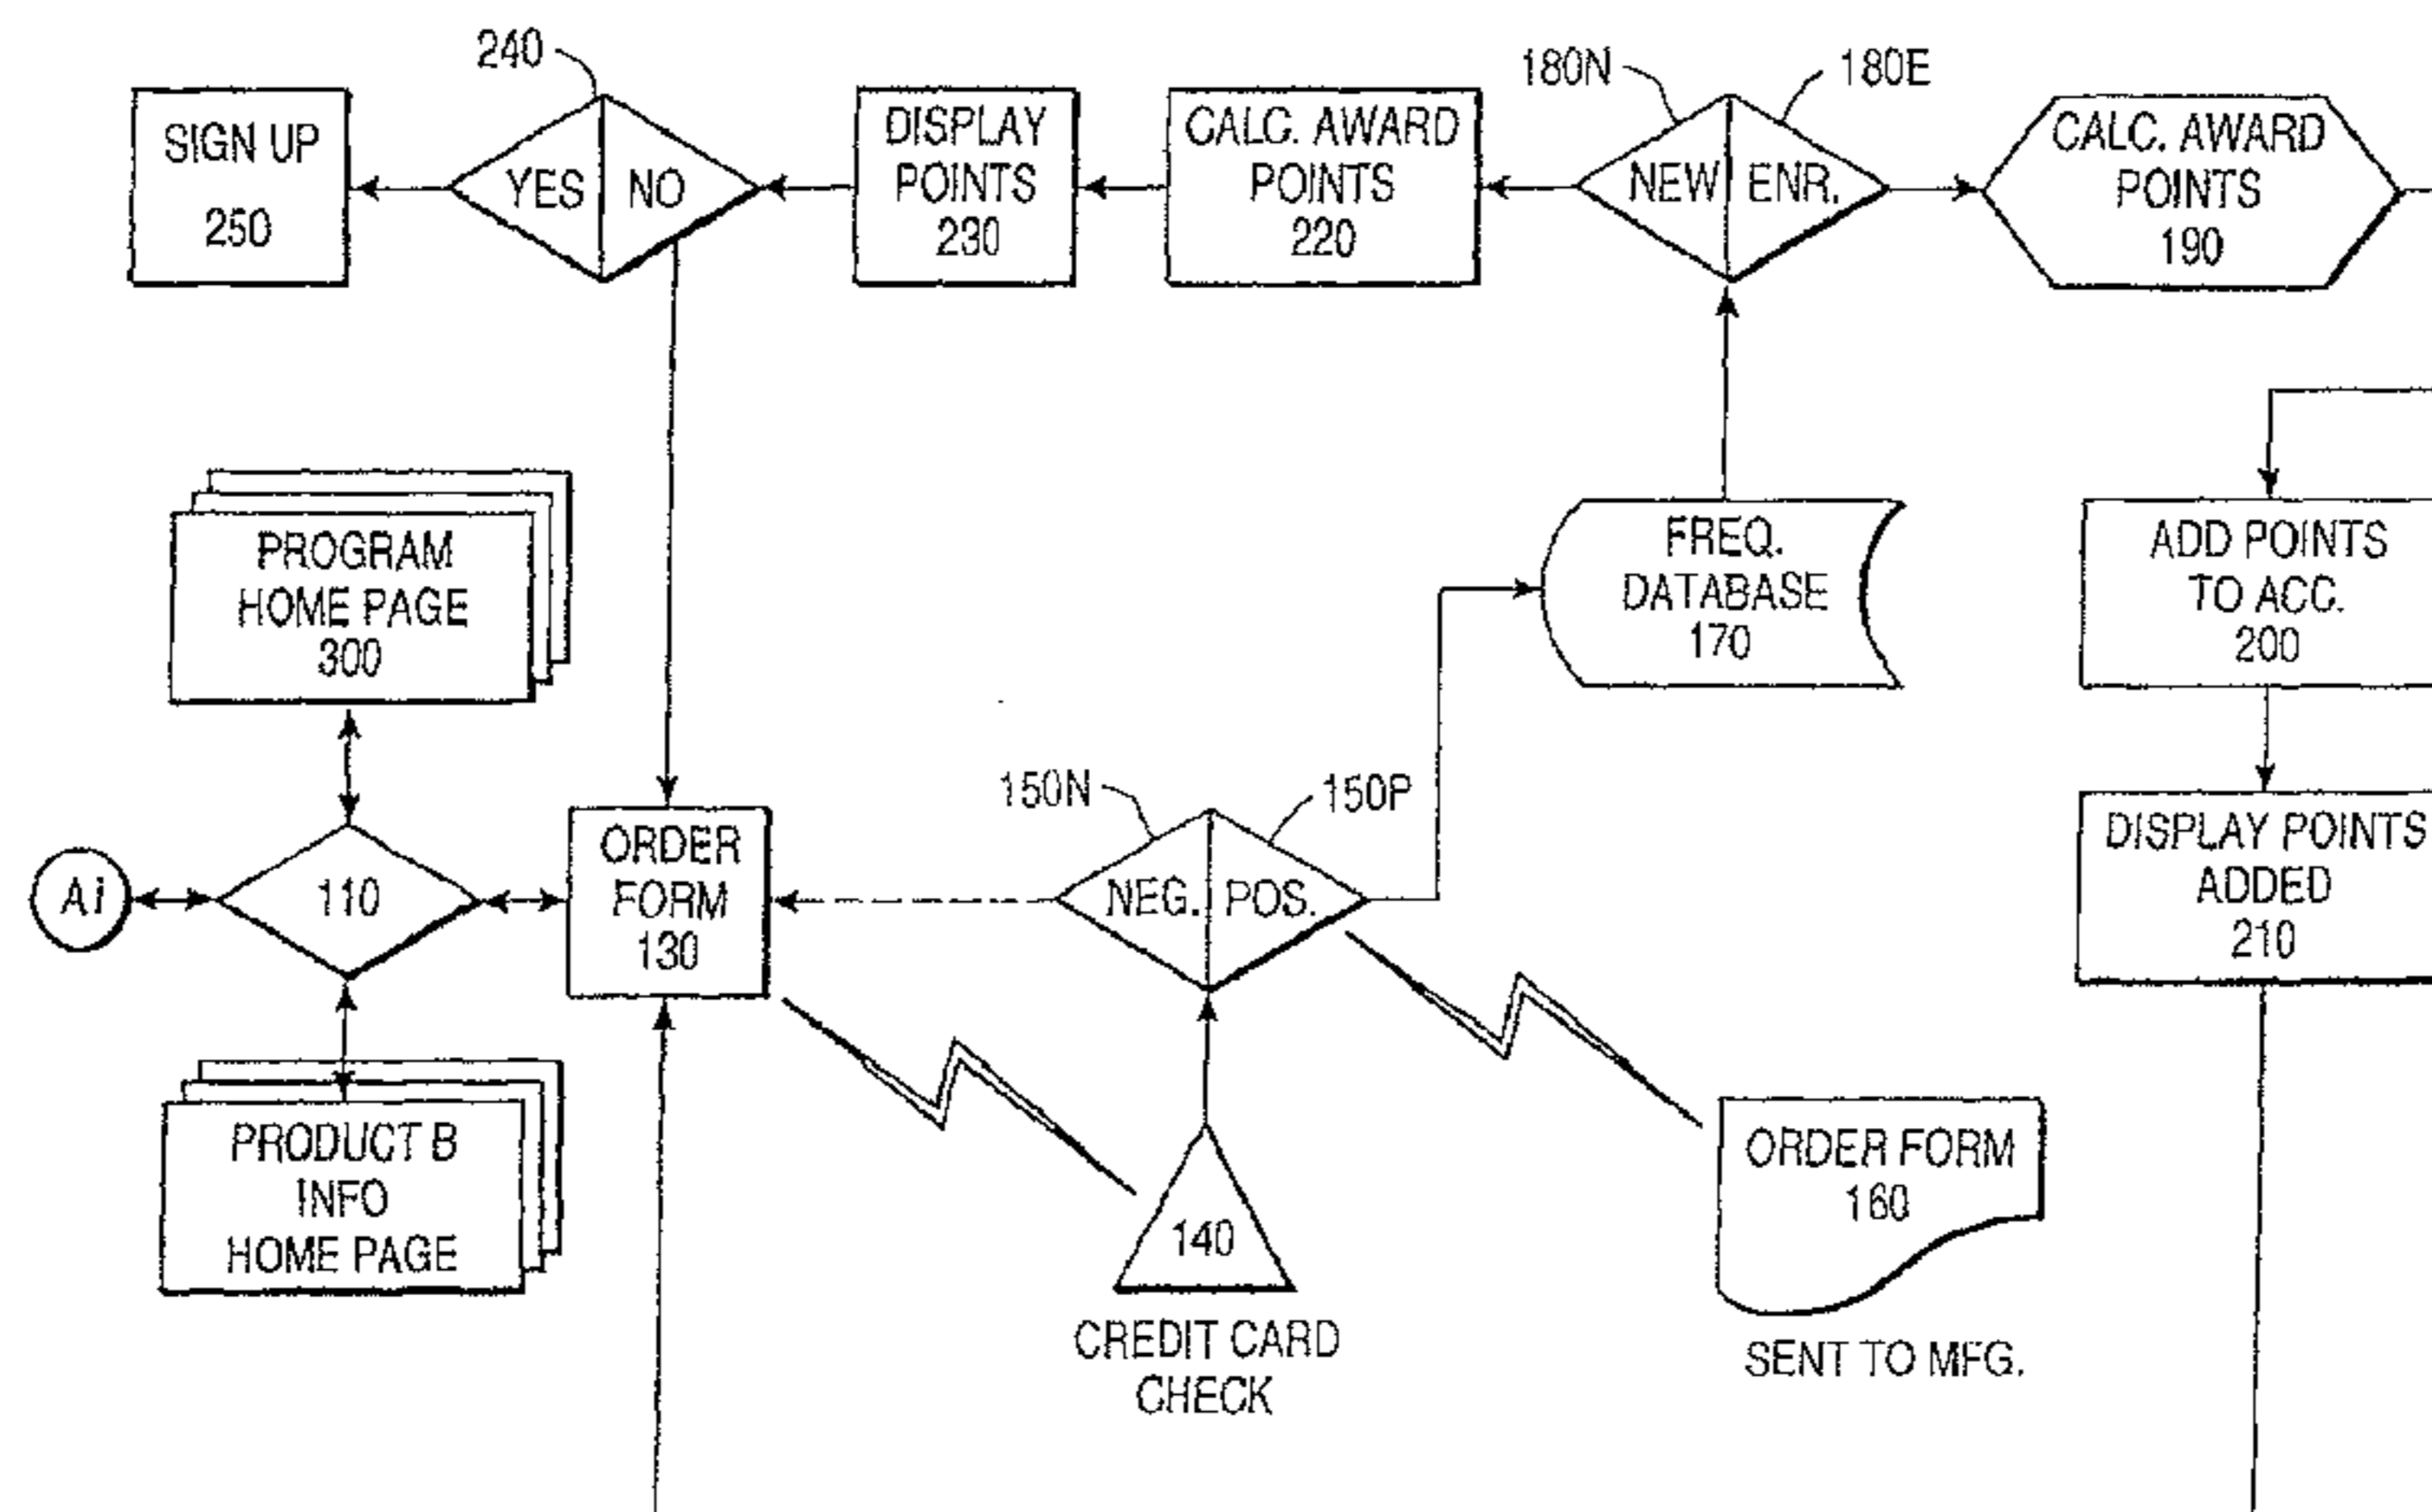 240
180N
180E
SIGN UP
250
YES
NO
DISPLAY
POINTS
230
CALC. AWARD
POINTS
220
NEW
ENR.
CALC. AWARD
POINTS
190
PROGRAM
HOME PAGE
300
FREQ.
DATABASE
170
ADD POINTS
TO ACC.
200
150N
150P
Ai
110
ORDER
FORM
130
NEG.
POS.
DISPLAY POINTS
ADDED
210
PRODUCT B
INFO
HOME PAGE
140
CREDIT CARD
CHECK
ORDER FORM
160
SENT TO MFG.